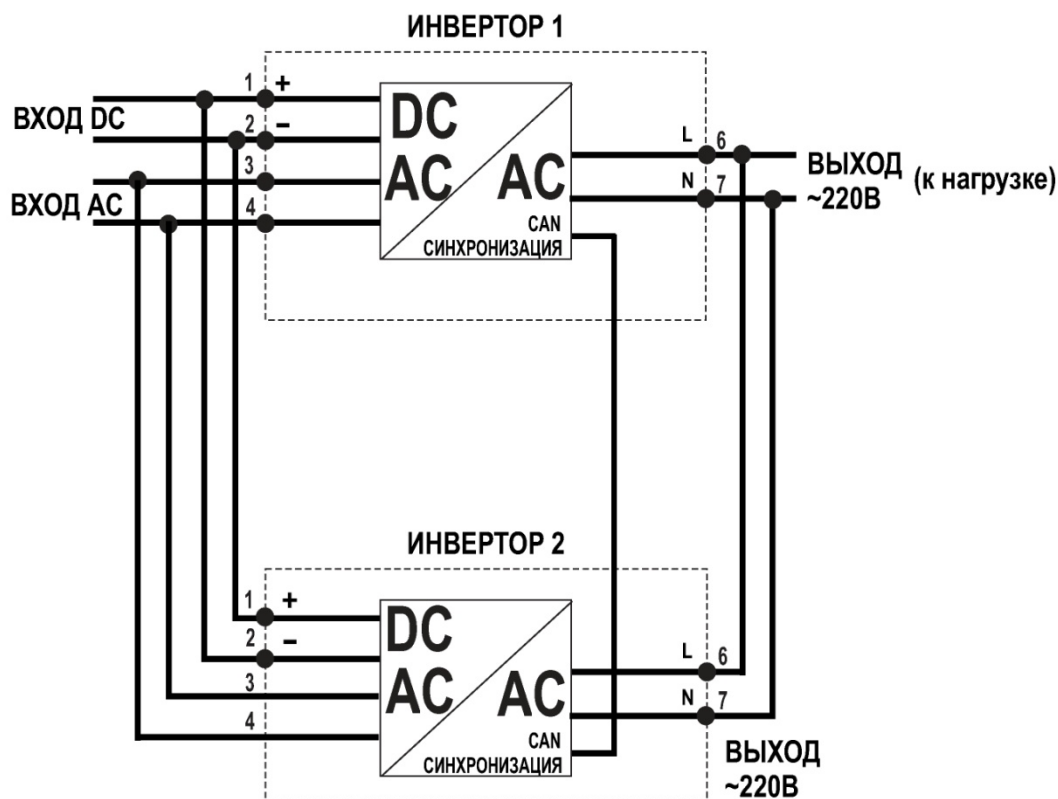 ИНВЕРТОР 1
1 +
ВХОД DC
2 −
DC
3
AC
AC
ВХОД AC
4
CAN
СИНХРОНИЗАЦИЯ
L 6
N 7
ВЫХОД (к нагрузке)
~220В
ИНВЕРТОР 2
1 +
2 −
DC
3
AC
AC
4
CAN
СИНХРОНИЗАЦИЯ
L 6
N 7
ВЫХОД
~220В